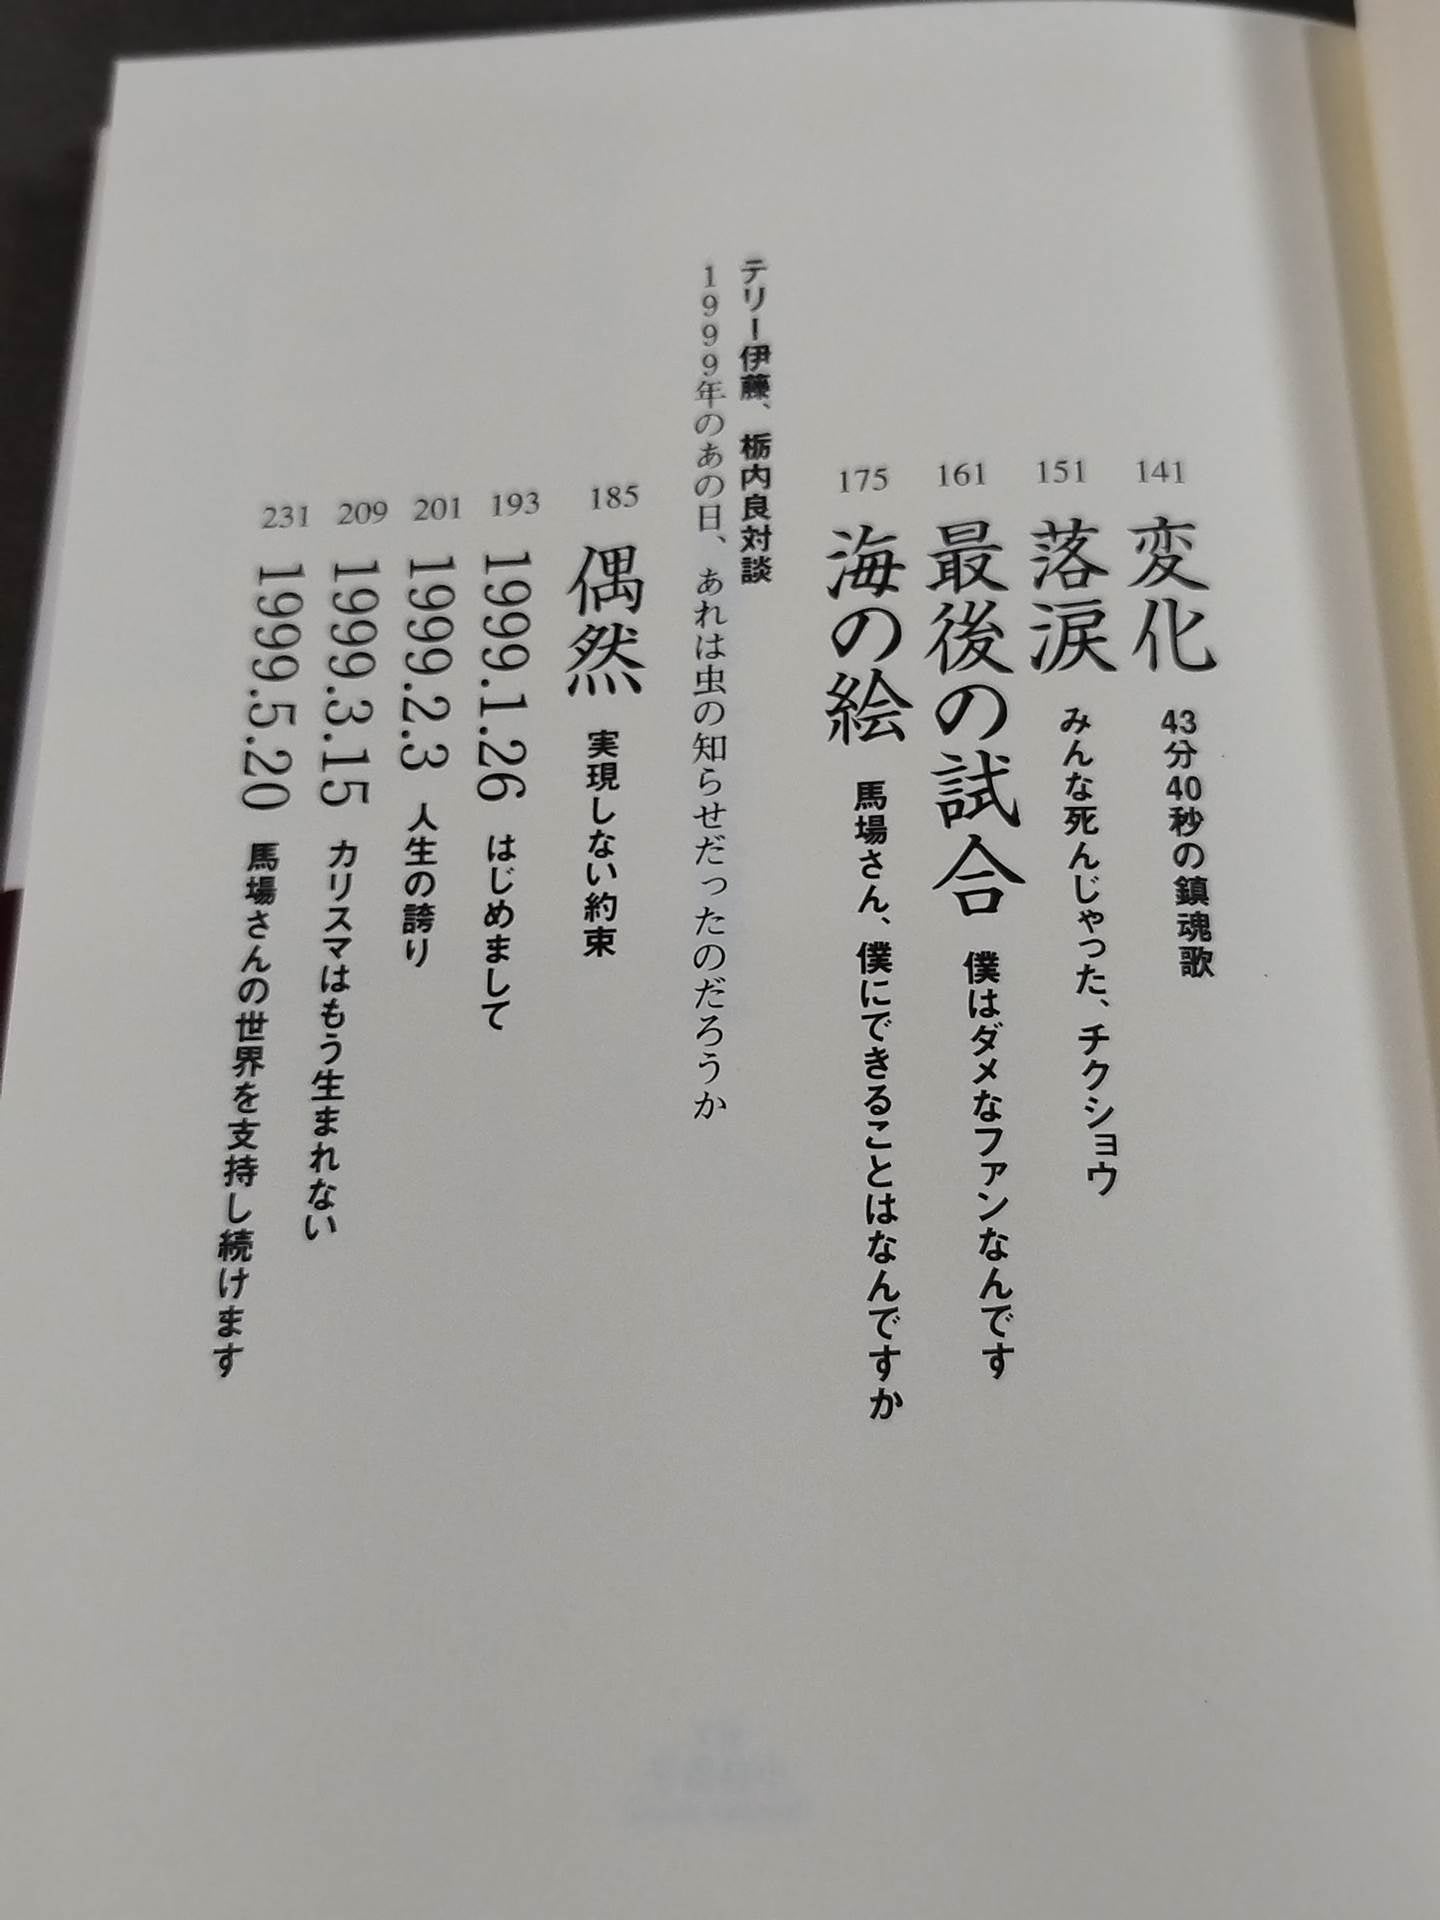 141 変化 43分40秒の鎮魂歌
151 落涙 みんな死んじゃった、チクショウ
161 最後の試合 僕はダメなファンなんです
175 海の絵 馬場さん、僕にできることはなんですか
テリー伊藤、栃内良対談
1999年のあの日、あれは虫の知らせだったのだろうか
185 偶然 実現しない約束
193 1999.1.26 はじめまして
201 1999.2.3 人生の誇り
209 1999.3.15 カリスマはもう生まれない
231 1999.5.20 馬場さんの世界を支持し続けます